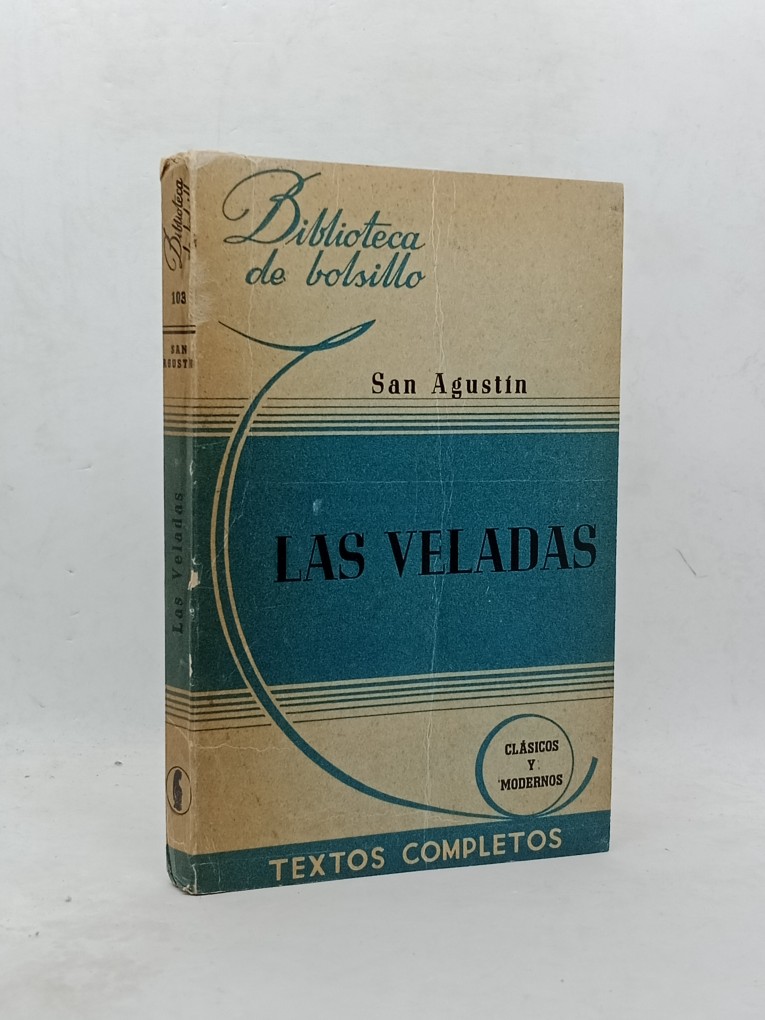 Biblioteca
de bolsillo
San Agustín
LAS VELADAS
CLÁSICOS
Y
MODERNOS
TEXTOS COMPLETOS
Biblioteca
103
SAN
Las Veladas